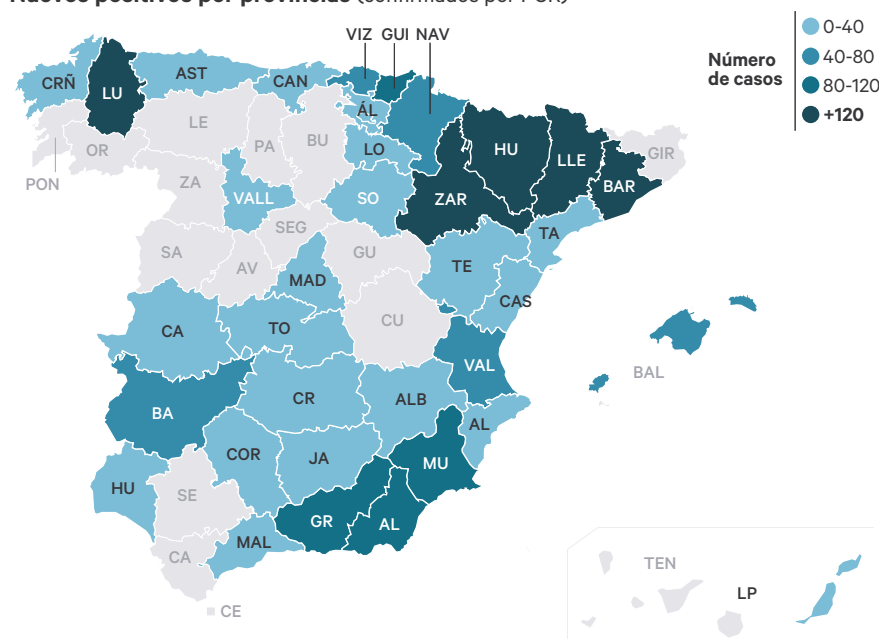 Nuevos positivos por provincias (confirmados por PCR)
Número
de casos
0-40
40-80
80-120
+120
VIZ GUI NAV
CRÑ
LU
AST
CAN
ÁL
LE
PA
BU
LO
HU
LLE
GIR
OR
PON
BAR
ZA
VALL
SO
ZAR
SEG
TA
SA
AV
GU
MAD
TE
CAS
CA
TO
CU
BAL
VAL
BA
CR
ALB
AL
COR
JA
MU
HU
SE
GR
AL
MAL
CA
CE
TEN
LP